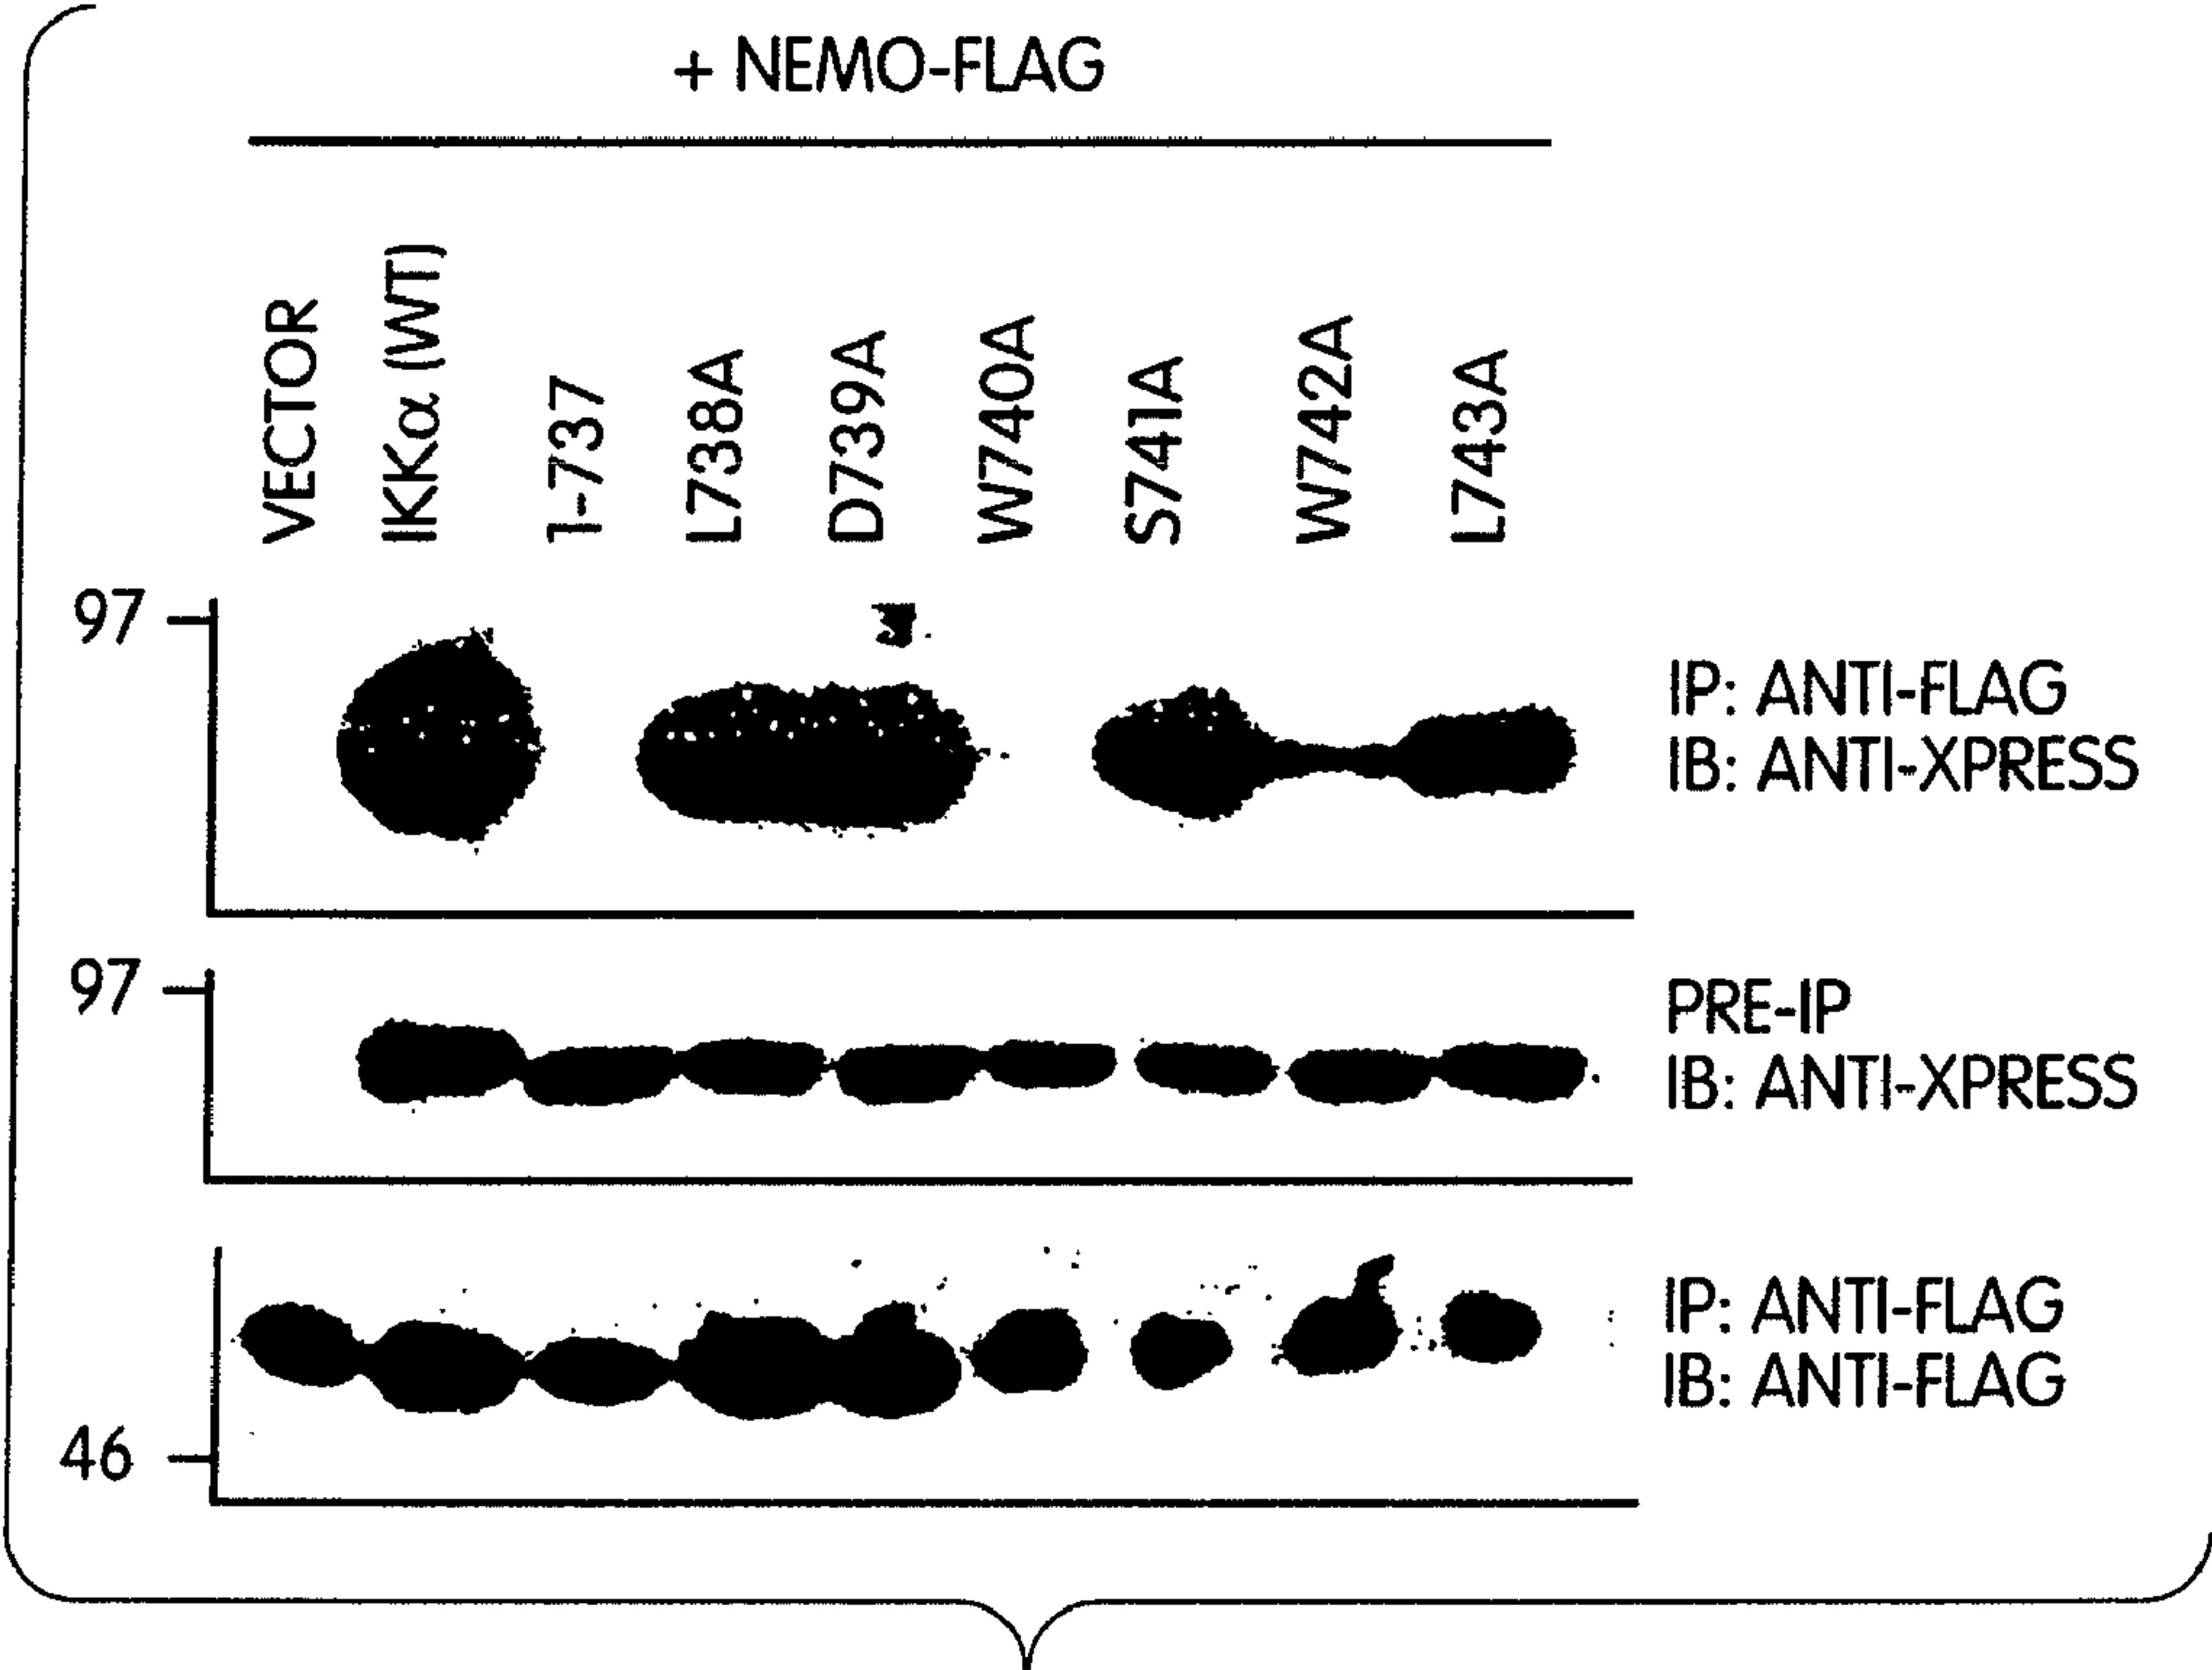 + NEMO-FLAG
VECTOR
IKKα (WT)
1-737
L738A
D739A
W740A
S741A
W742A
L743A
97
IP: ANTI-FLAG
IB: ANTI-XPRESS
97
PRE-IP
IB: ANTI-XPRESS
IP: ANTI-FLAG
IB: ANTI-FLAG
46